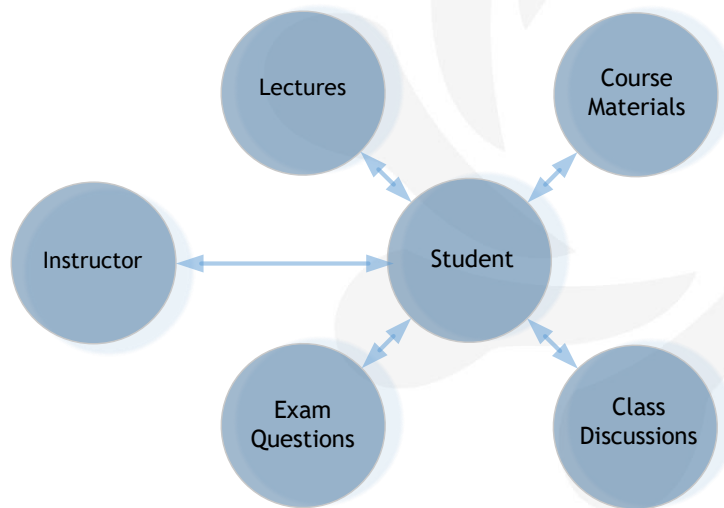 Lectures
Course
Materials
Instructor
Student
Exam
Questions
Class
Discussions